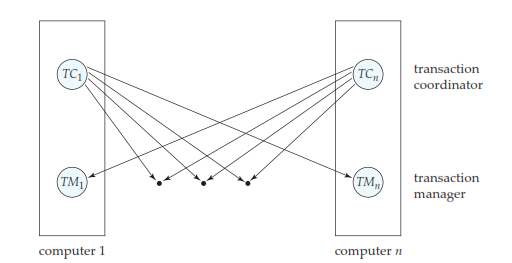 TC1
TCn
transaction
coordinator
TM1
TMn
transaction
manager
computer 1
computer n